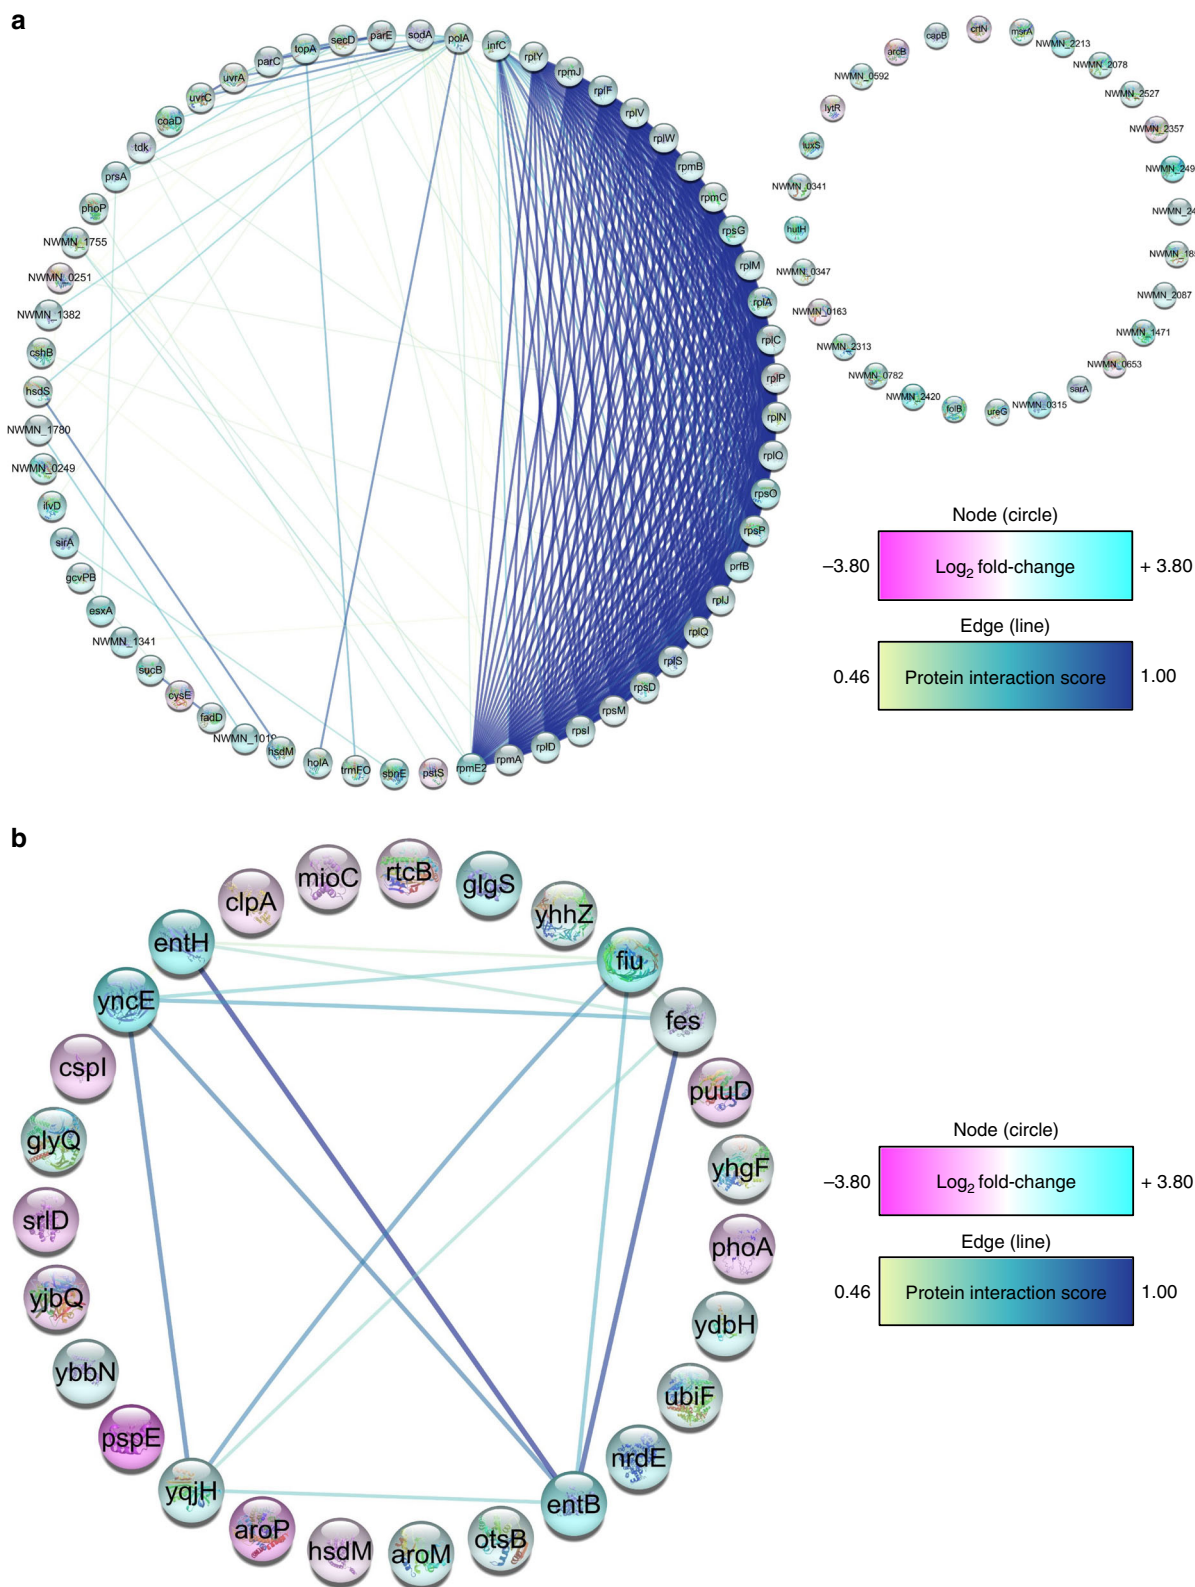 a
secD
parE
sodA
polA
infC
topA
parC
uvrA
uvrC
coaD
tdk
prsA
phoP
NWMN_1755
NWMN_0251
NWMN_1382
cshB
hsdS
NWMN_1780
NWMN_0249
ilvD
sirA
gcvPB
esxA
NWMN_1341
sucB
cysE
fadD
NWMN_1019
hsdM
holA
trmFO
sbnE
pstS
rpmE2
rpmA
rplD
rpsI
rpsM
rpsD
rplS
rplQ
rplJ
prfB
rpsP
rpsO
rplO
rplN
rplP
rplC
rplA
rplM
rpsG
rpmC
rpmB
rplW
rplV
rplF
rpmJ
rplY
capB
crtN
msrA
NWMN_2213
NWMN_2078
NWMN_2527
NWMN_2357
NWMN_249
NWMN_24
NWMN_185
NWMN_2087
NWMN_1471
NWMN_0653
sarA
NWMN_0315
ureG
folB
NWMN_2420
NWMN_0782
NWMN_2313
NWMN_0163
NWMN_0347
hutH
NWMN_0341
luxS
lytR
NWMN_0592
arcB
Node (circle)
–3.80
Log2 fold-change
+ 3.80
Edge (line)
0.46
Protein interaction score
1.00
b
clpA
mioC
rtcB
glgS
yhhZ
fiu
fes
puuD
yhgF
phoA
ydbH
ubiF
nrdE
entB
otsB
aroM
hsdM
aroP
yqjH
pspE
ybbN
yjbQ
srlD
glyQ
cspI
yncE
entH
Node (circle)
–3.80
Log2 fold-change
+ 3.80
Edge (line)
0.46
Protein interaction score
1.00